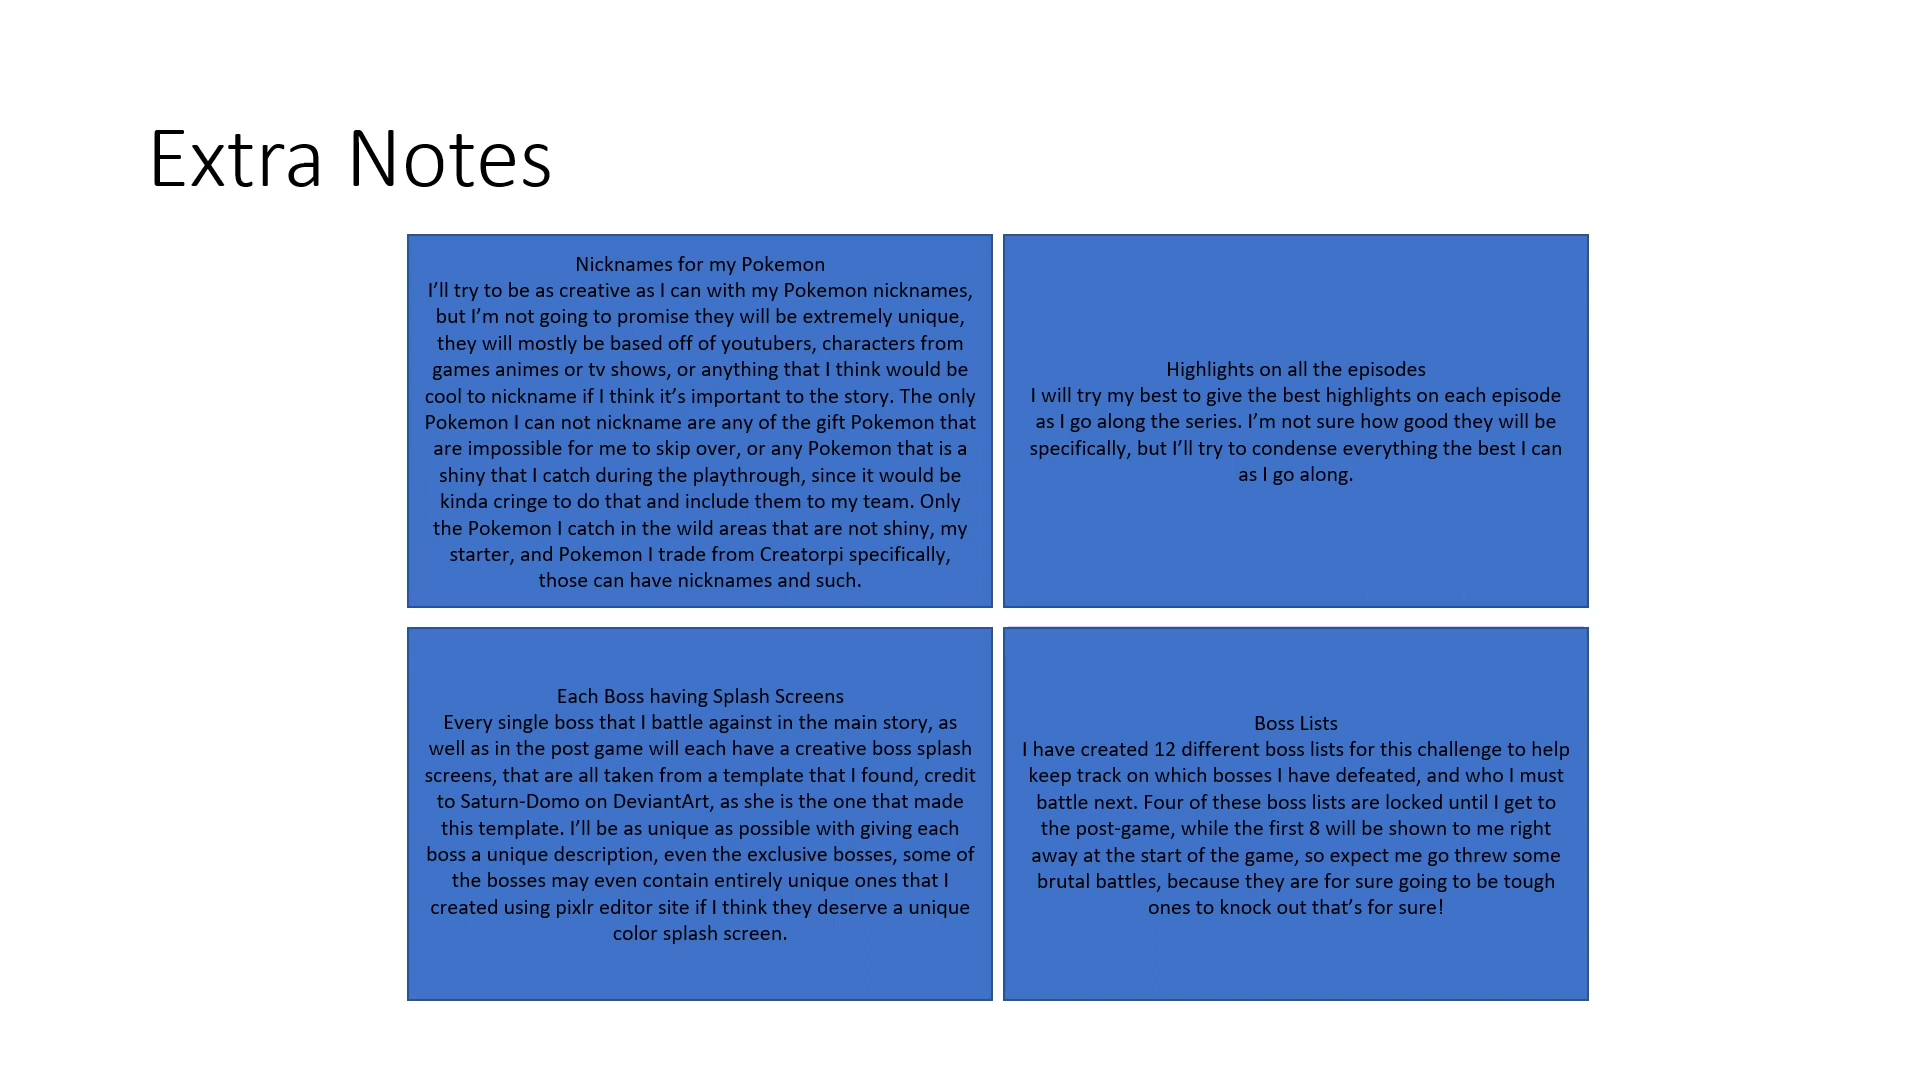 Extra Notes
Nicknames for my Pokemon
I’ll try to be as creative as I can with my Pokemon nicknames,
but I’m not going to promise they will be extremely unique,
they will mostly be based off of youtubers, characters from
games animes or tv shows, or anything that I think would be
cool to nickname if I think it’s important to the story. The only
Pokemon I can not nickname are any of the gift Pokemon that
are impossible for me to skip over, or any Pokemon that is a
shiny that I catch during the playthrough, since it would be
kinda cringe to do that and include them to my team. Only
the Pokemon I catch in the wild areas that are not shiny, my
starter, and Pokemon I trade from Creatorpi specifically,
those can have nicknames and such.
Highlights on all the episodes
I will try my best to give the best highlights on each episode
as I go along the series. I’m not sure how good they will be
specifically, but I’ll try to condense everything the best I can
as I go along.
Each Boss having Splash Screens
Every single boss that I battle against in the main story, as
well as in the post game will each have a creative boss splash
screens, that are all taken from a template that I found, credit
to Saturn-Domo on DeviantArt, as she is the one that made
this template. I’ll be as unique as possible with giving each
boss a unique description, even the exclusive bosses, some of
the bosses may even contain entirely unique ones that I
created using pixlr editor site if I think they deserve a unique
color splash screen.
Boss Lists
I have created 12 different boss lists for this challenge to help
keep track on which bosses I have defeated, and who I must
battle next. Four of these boss lists are locked until I get to
the post-game, while the first 8 will be shown to me right
away at the start of the game, so expect me go threw some
brutal battles, because they are for sure going to be tough
ones to knock out that’s for sure!